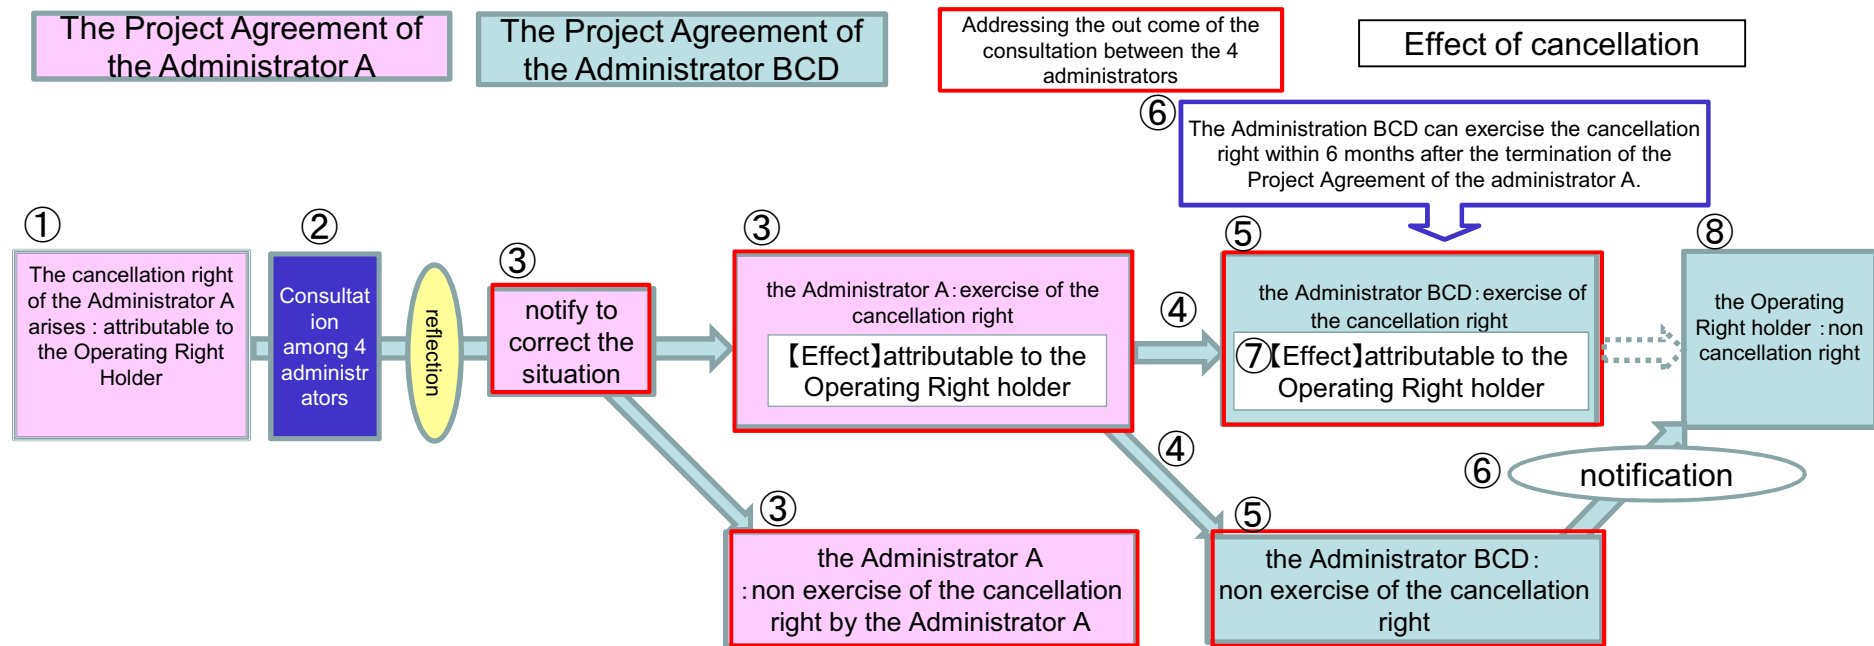 The Project Agreement of
the Administrator A
The Project Agreement of
the Administrator BCD
Addressing the out come of the
consultation between the 4
administrators
Effect of cancellation
⑥
The Administration BCD can exercise the cancellation
right within 6 months after the termination of the
Project Agreement of the administrator A.
①
The cancellation right
of the Administrator A
arises : attributable to
the Operating Right
Holder
②
Consultat
ion
among 4
administr
ators
reflection
③
notify to
correct the
situation
③
the Administrator A：exercise of the
cancellation right
【Effect】attributable to the
Operating Right holder
④
④
⑤
the Administrator BCD：exercise of
the cancellation right
⑦【Effect】attributable to the
Operating Right holder
⑧
the Operating
Right holder ：non
cancellation right
⑥
notification
③
the Administrator A
：non exercise of the cancellation
right by the Administrator A
⑤
the Administrator BCD：
non exercise of the cancellation
right